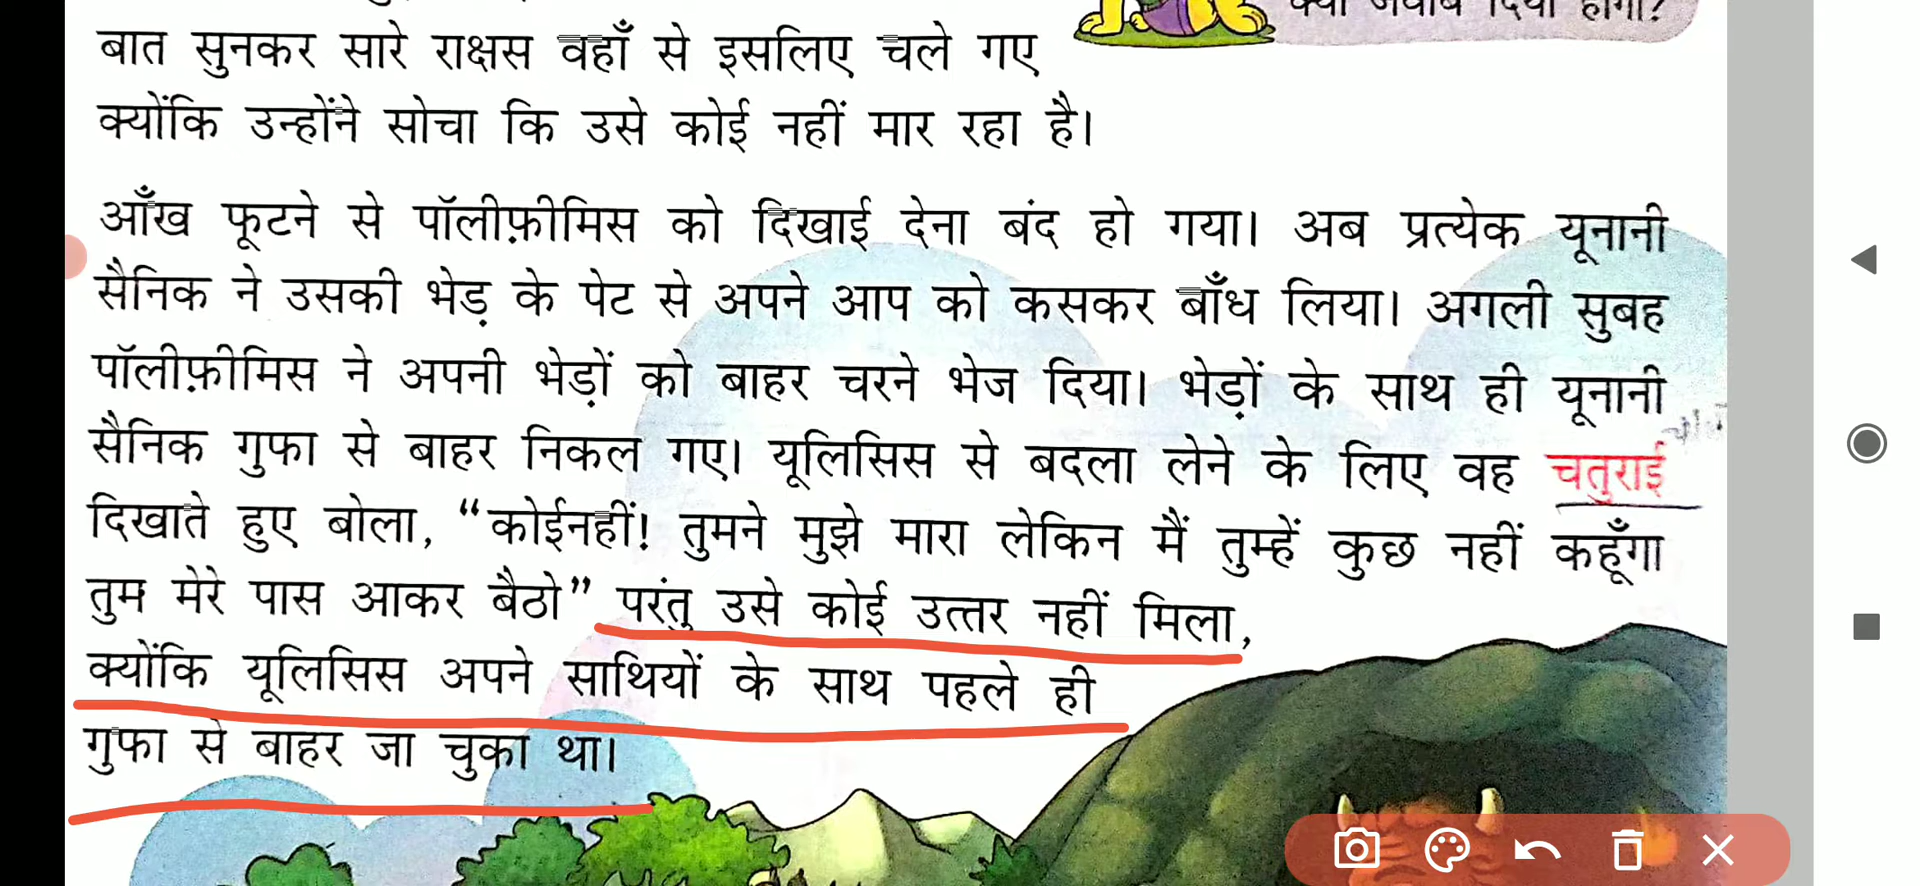 क्या जवाब दिया होगा?
बात सुनकर सारे राक्षस वहाँ से इसलिए चले गए
क्योंकि उन्होंने सोचा कि उसे कोई नहीं मार रहा है।
आँख फूटने से पॉलीफ़ीमिस को दिखाई देना बंद हो गया। अब प्रत्येक यूनानी
सैनिक ने उसकी भेड़ के पेट से अपने आप को कसकर बाँध लिया। अगली सुबह
पॉलीफ़ीमिस ने अपनी भेड़ों को बाहर चरने भेज दिया। भेड़ों के साथ ही यूनानी
सैनिक गुफा से बाहर निकल गए। यूलिसिस से बदला लेने के लिए वह चतुराई
दिखाते हुए बोला, “कोईनहीं! तुमने मुझे मारा लेकिन मैं तुम्हें कुछ नहीं कहूँगा
तुम मेरे पास आकर बैठो” परंतु उसे कोई उत्तर नहीं मिला,
क्योंकि यूलिसिस अपने साथियों के साथ पहले ही
गुफा से बाहर जा चुका था।